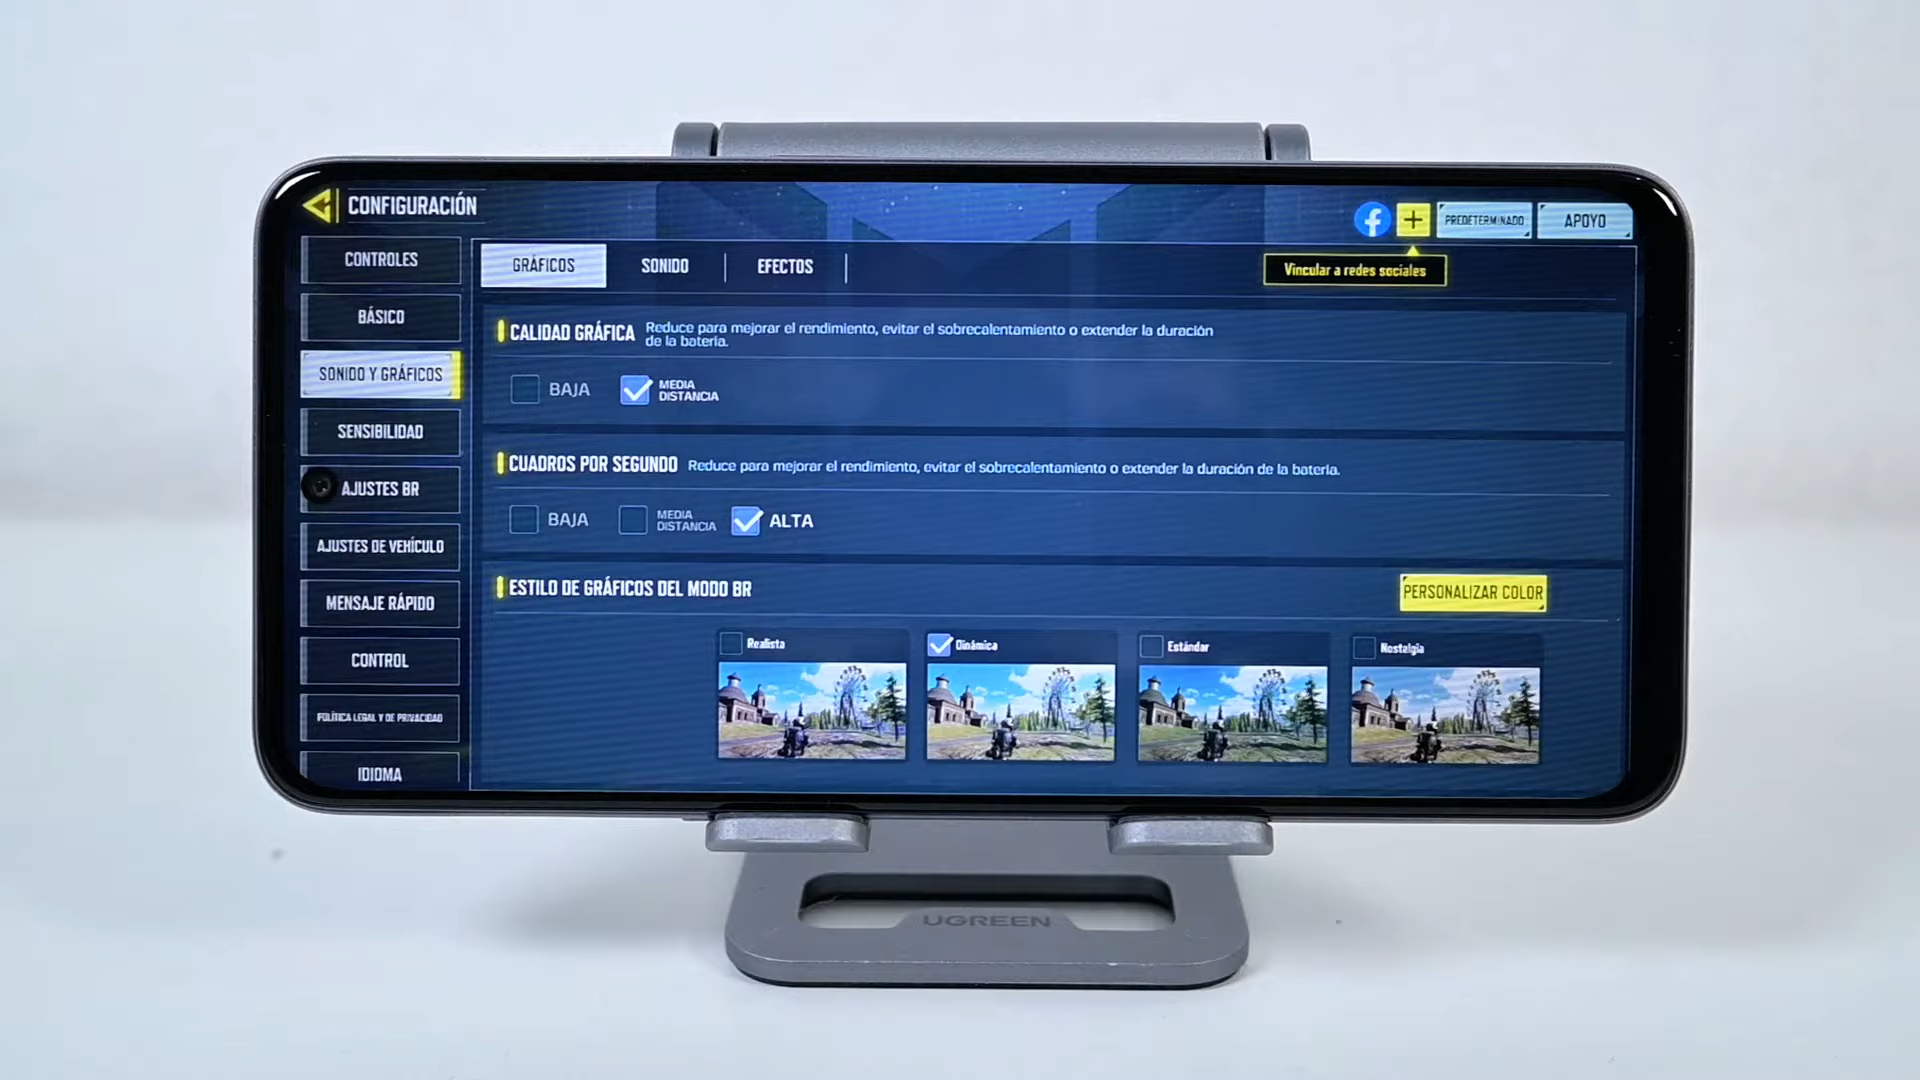 CONFIGURACIÓN
PREDETERMINADO
APOYO
Vincular a redes sociales
CONTROLES
BÁSICO
SONIDO Y GRÁFICOS
SENSIBILIDAD
AJUSTES BR
AJUSTES DE VEHÍCULO
MENSAJE RÁPIDO
CONTROL
POLÍTICA LEGAL Y DE PRIVACIDAD
IDIOMA
GRÁFICOS
SONIDO
EFECTOS
CALIDAD GRÁFICA
Reduce para mejorar el rendimiento, evitar el sobrecalentamiento o extender la duración
de la batería.
BAJA
MEDIA
DISTANCIA
CUADROS POR SEGUNDO
Reduce para mejorar el rendimiento, evitar el sobrecalentamiento o extender la duración de la batería.
BAJA
MEDIA
DISTANCIA
ALTA
ESTILO DE GRÁFICOS DEL MODO BR
PERSONALIZAR COLOR
Realista
Dinámica
Estándar
Nostalgia
UGREEN